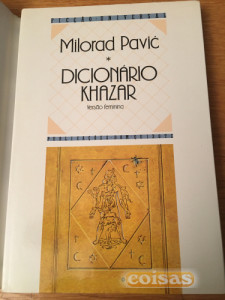 Milorad Pavić
*
DICIONÁRIO
KHAZAR
Versão feminina
coisas